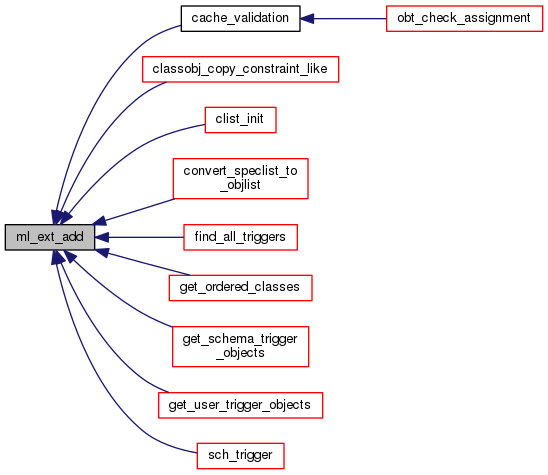 cache_validation
obt_check_assignment
classobj_copy_constraint_like
clist_init
convert_speclist_to
_objlist
ml_ext_add
find_all_triggers
get_ordered_classes
get_schema_trigger
_objects
get_user_trigger_objects
sch_trigger